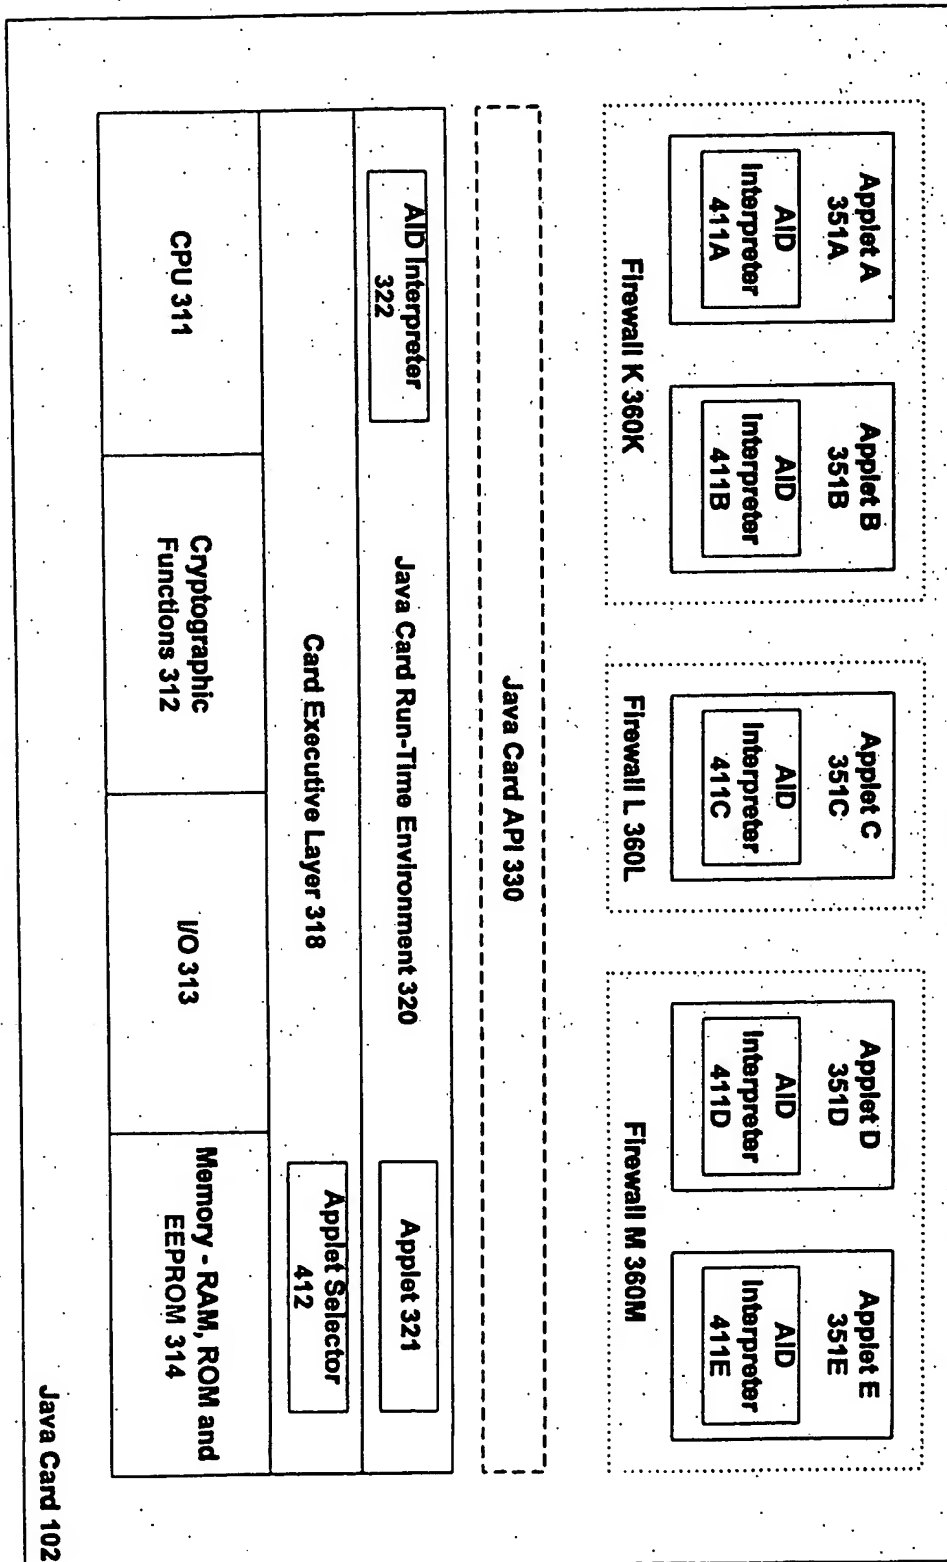 Applet A
351A
AID
Interpreter
411A
Applet B
351B
AID
Interpreter
411B
Firewall K 360K
Applet C
351C
AID
Interpreter
411C
Firewall L 360L
Applet D
351D
AID
Interpreter
411D
Applet E
351E
AID
Interpreter
411E
Firewall M 360M
Java Card API 330
AID Interpreter
322
Java Card Run-Time Environment 320
Applet 321
Card Executive Layer 318
Applet Selector
412
CPU 311
Cryptographic
Functions 312
I/O 313
Memory - RAM, ROM and
EEPROM 314
Java Card 102